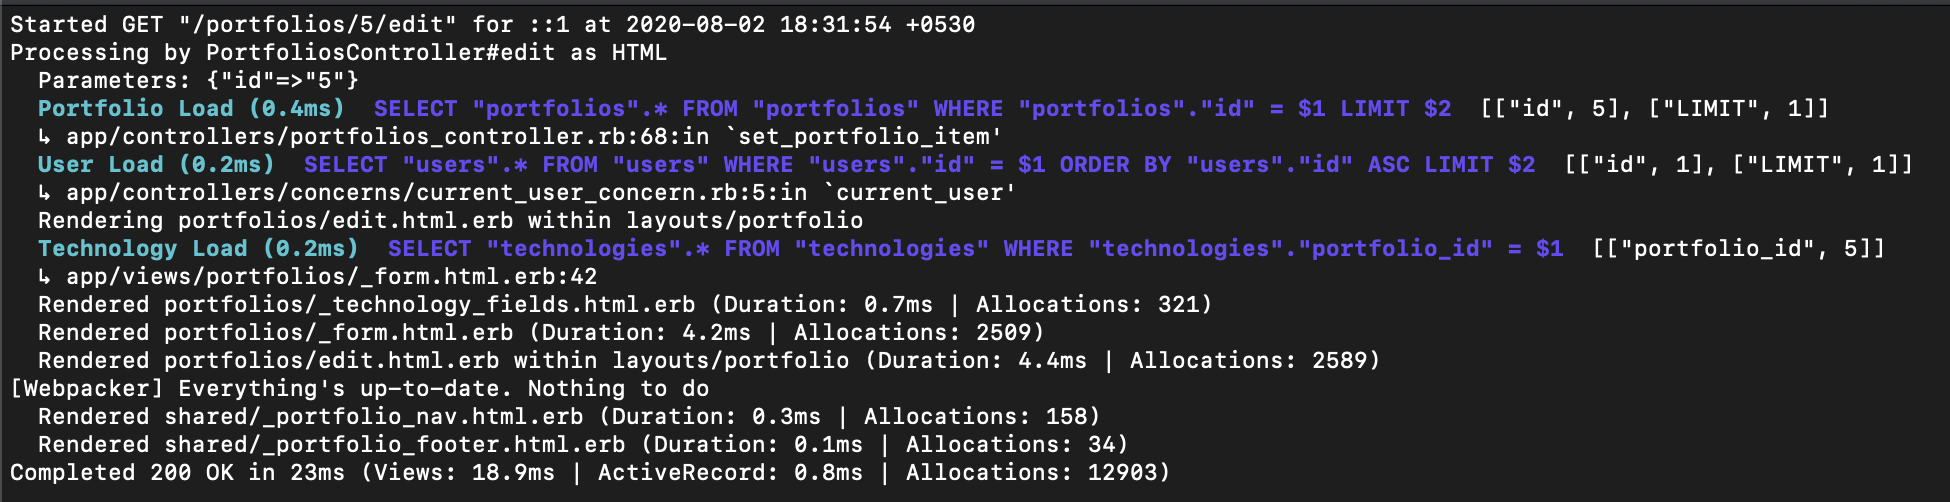 Started GET "/portfolios/5/edit" for ::1 at 2020-08-02 18:31:54 +0530
Processing by PortfoliosController#edit as HTML
  Parameters: {"id"=>"5"}
  Portfolio Load (0.4ms)  SELECT "portfolios".* FROM "portfolios" WHERE "portfolios"."id" = $1 LIMIT $2  [["id", 5], ["LIMIT", 1]]
  ↳ app/controllers/portfolios_controller.rb:68:in `set_portfolio_item'
  User Load (0.2ms)  SELECT "users".* FROM "users" WHERE "users"."id" = $1 ORDER BY "users"."id" ASC LIMIT $2  [["id", 1], ["LIMIT", 1]]
  ↳ app/controllers/concerns/current_user_concern.rb:5:in `current_user'
  Rendering portfolios/edit.html.erb within layouts/portfolio
  Technology Load (0.2ms)  SELECT "technologies".* FROM "technologies" WHERE "technologies"."portfolio_id" = $1  [["portfolio_id", 5]]
  ↳ app/views/portfolios/_form.html.erb:42
  Rendered portfolios/_technology_fields.html.erb (Duration: 0.7ms | Allocations: 321)
  Rendered portfolios/_form.html.erb (Duration: 4.2ms | Allocations: 2509)
  Rendered portfolios/edit.html.erb within layouts/portfolio (Duration: 4.4ms | Allocations: 2589)
[Webpacker] Everything's up-to-date. Nothing to do
  Rendered shared/_portfolio_nav.html.erb (Duration: 0.3ms | Allocations: 158)
  Rendered shared/_portfolio_footer.html.erb (Duration: 0.1ms | Allocations: 34)
Completed 200 OK in 23ms (Views: 18.9ms | ActiveRecord: 0.8ms | Allocations: 12903)